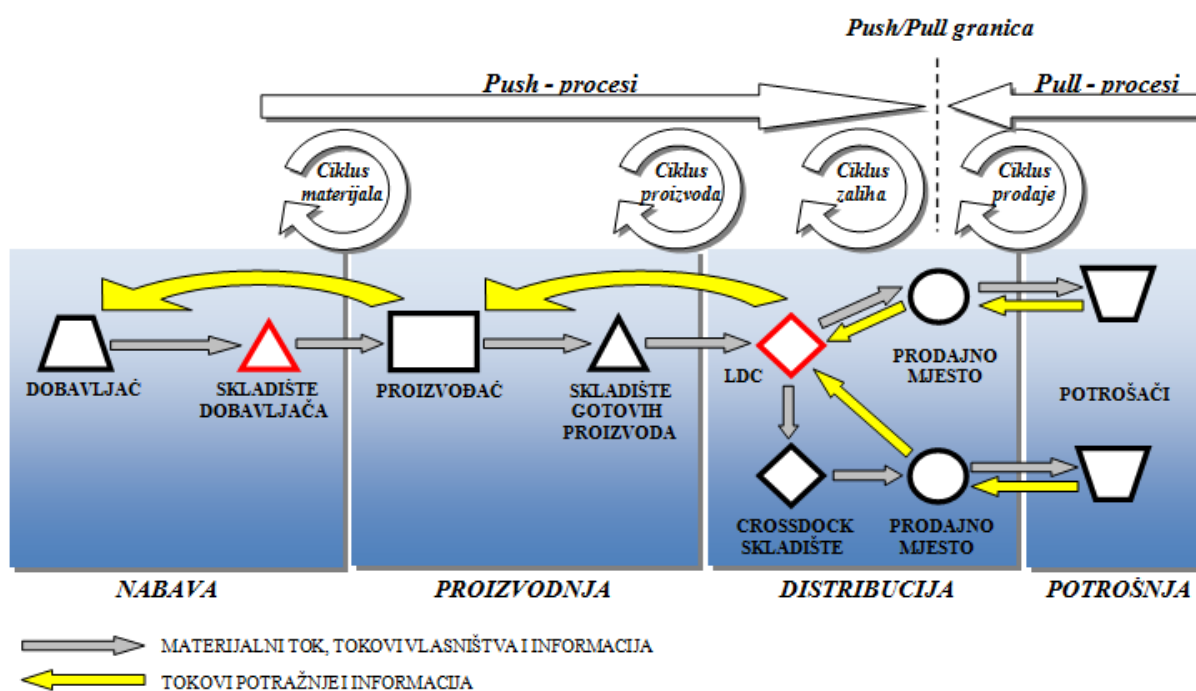 Push/Pull granica
Push - procesi
Pull - procesi
Ciklus
materijala
Ciklus
proizvoda
Ciklus
zaliha
Ciklus
prodaje
DOBAVLJAČ
SKLADIŠTE
DOBAVLJAČA
PROIZVOĐAČ
SKLADIŠTE
GOTOVIH
PROIZVODA
LDC
PRODAJNO
MJESTO
POTROŠAČI
CROSSDOCK
SKLADIŠTE
PRODAJNO
MJESTO
NABAVA
PROIZVODNJA
DISTRIBUCIJA
POTROŠNJA
MATERIJALNI TOK, TOKOVI VLASNIŠTVA I INFORMACIJA
TOKOVI POTRAŽNJE I INFORMACIJA